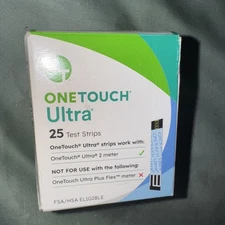 ONETOUCH®
Ultra®
25 Test Strips
OneTouch® Ultra® strips work with:
OneTouch® Ultra® 2 meter
NOT FOR USE with the following:
OneTouch Ultra Plus Flex™ meter
FSA/HSA ELIGIBLE